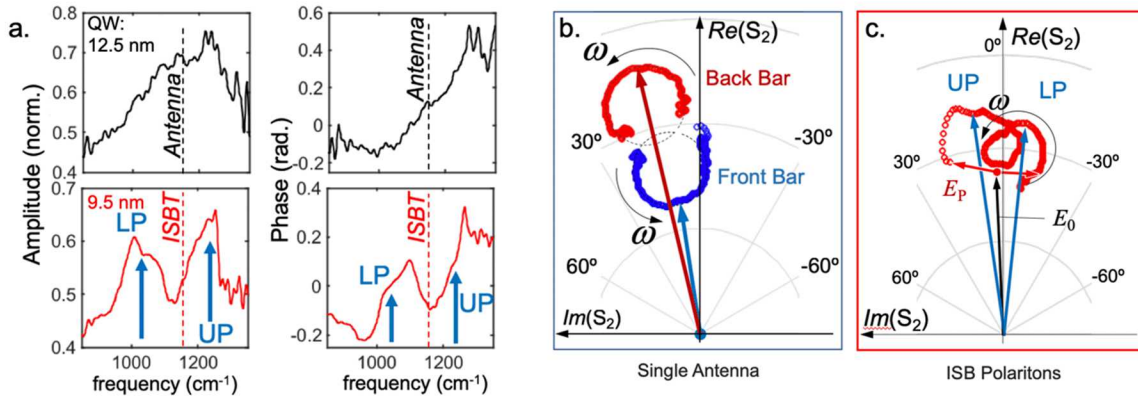 a.
QW:
12.5 nm
Amplitude (norm.)
0.8
0.7
0.6
0.5
0.4
Antenna
0.6
0.4
0.2
0
-0.2
Antenna
9.5 nm
LP
ISBT
UP
0.7
0.6
0.5
0.4
1000
1200
frequency (cm-1)
Phase (rad.)
0.4
0.2
0
-0.2
LP
ISBT
UP
1000
1200
frequency (cm-1)
b.
Re(S2)
ω
Back Bar
30º
-30º
Front Bar
ω
60º
-60º
Im(S2)
Single Antenna
c.
Re(S2)
0º
UP
LP
ω
30º
-30º
EP
E0
60º
-60º
Im(S2)
ISB Polaritons